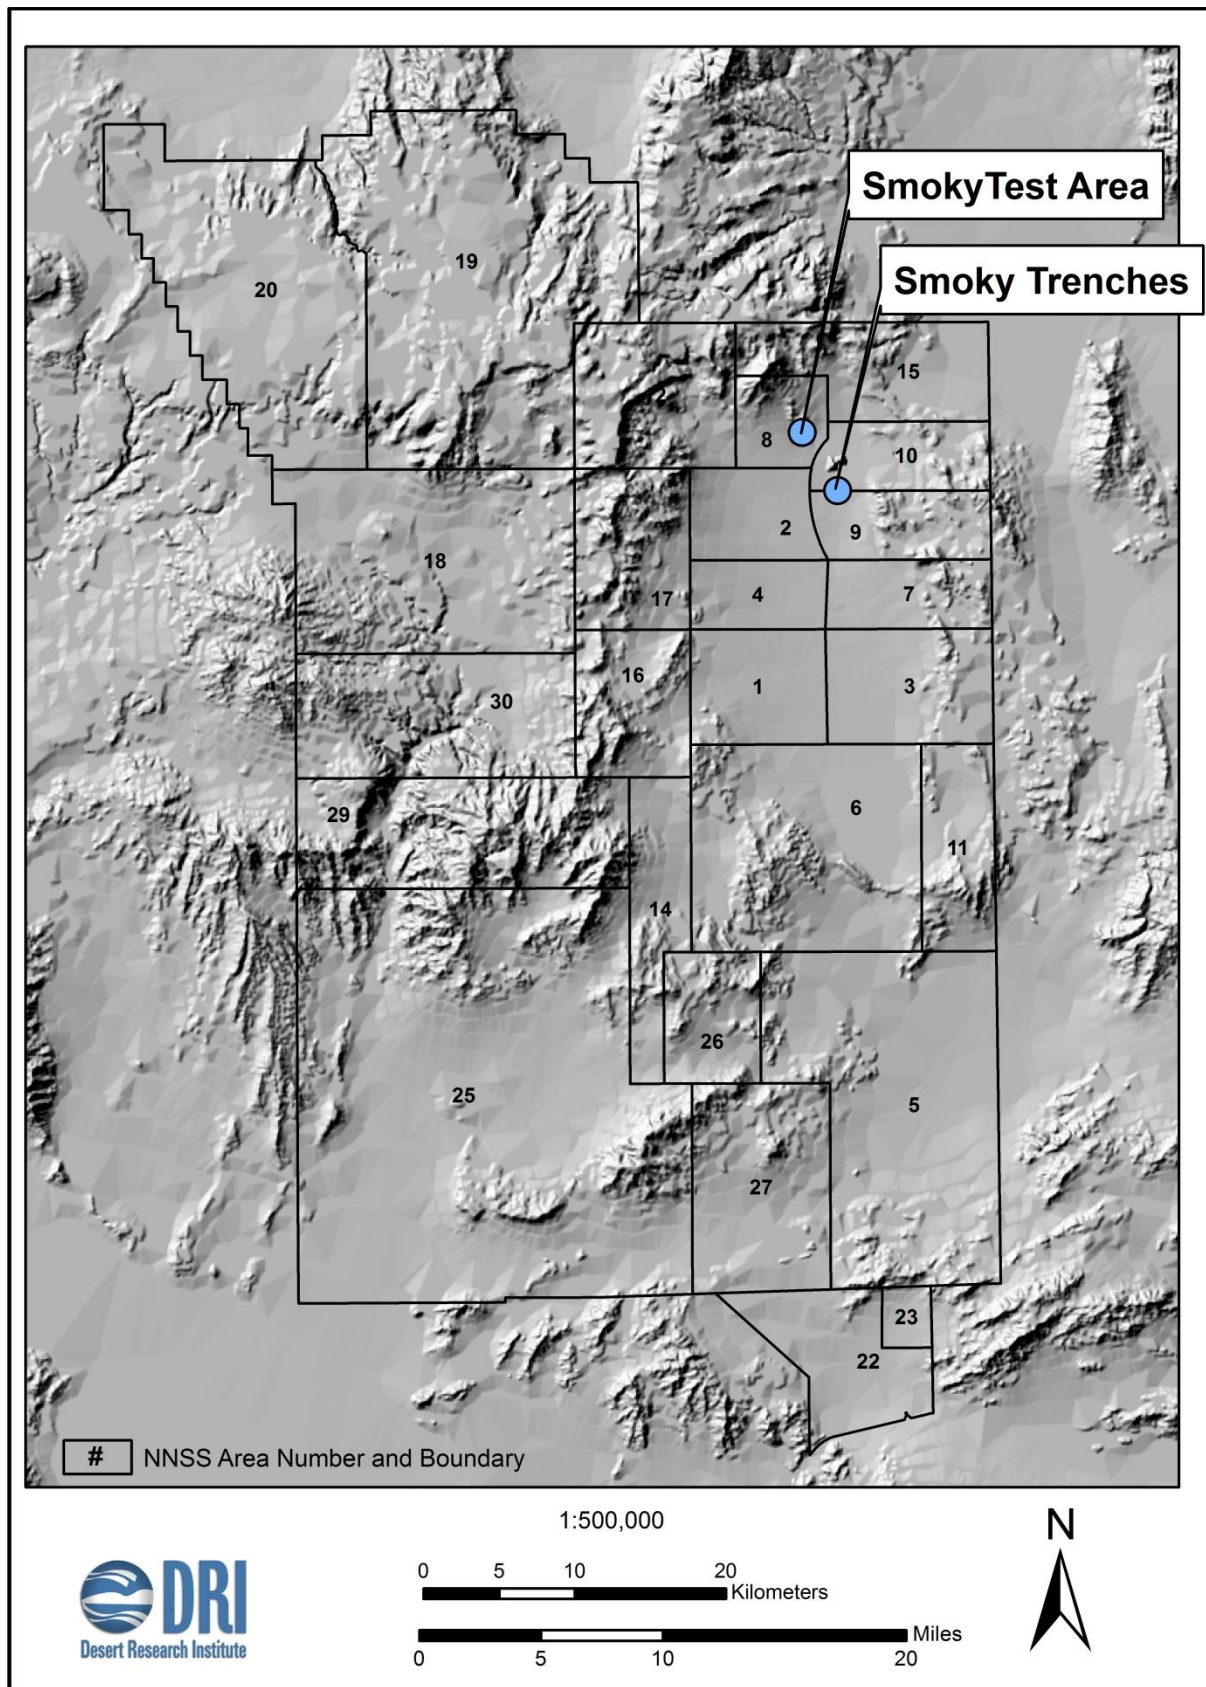 SmokyTest Area
Smoky Trenches
19
20
15
8
10
2
9
18
17
4
7
16
1
3
30
29
6
11
14
26
25
5
27
23
22
# NNSS Area Number and Boundary
1:500,000
N
0 5 10 20
Kilometers
Miles
0 5 10 20
DRI
Desert Research Institute